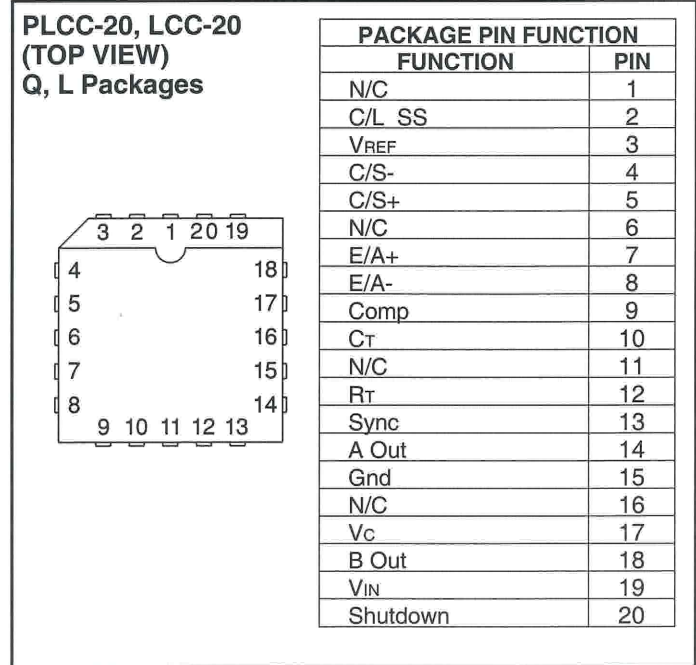 PLCC-20, LCC-20
(TOP VIEW)
Q, L Packages
3 2 1 20 19
4 18
5 17
6 16
7 15
8 14
9 10 11 12 13
PACKAGE PIN FUNCTION
FUNCTION PIN
N/C 1
C/L SS 2
VREF 3
C/S- 4
C/S+ 5
N/C 6
E/A+ 7
E/A- 8
Comp 9
CT 10
N/C 11
RT 12
Sync 13
A Out 14
Gnd 15
N/C 16
VC 17
B Out 18
VIN 19
Shutdown 20